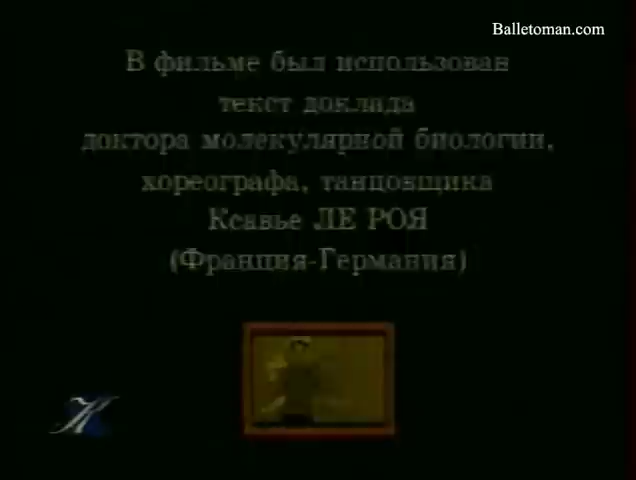 Balletoman.com
В фильме был использован
текст доклада
доктора молекулярной биологии,
хореографа, танцовщика
Ксавье ЛЕ РОЯ
(Франция-Германия)
К